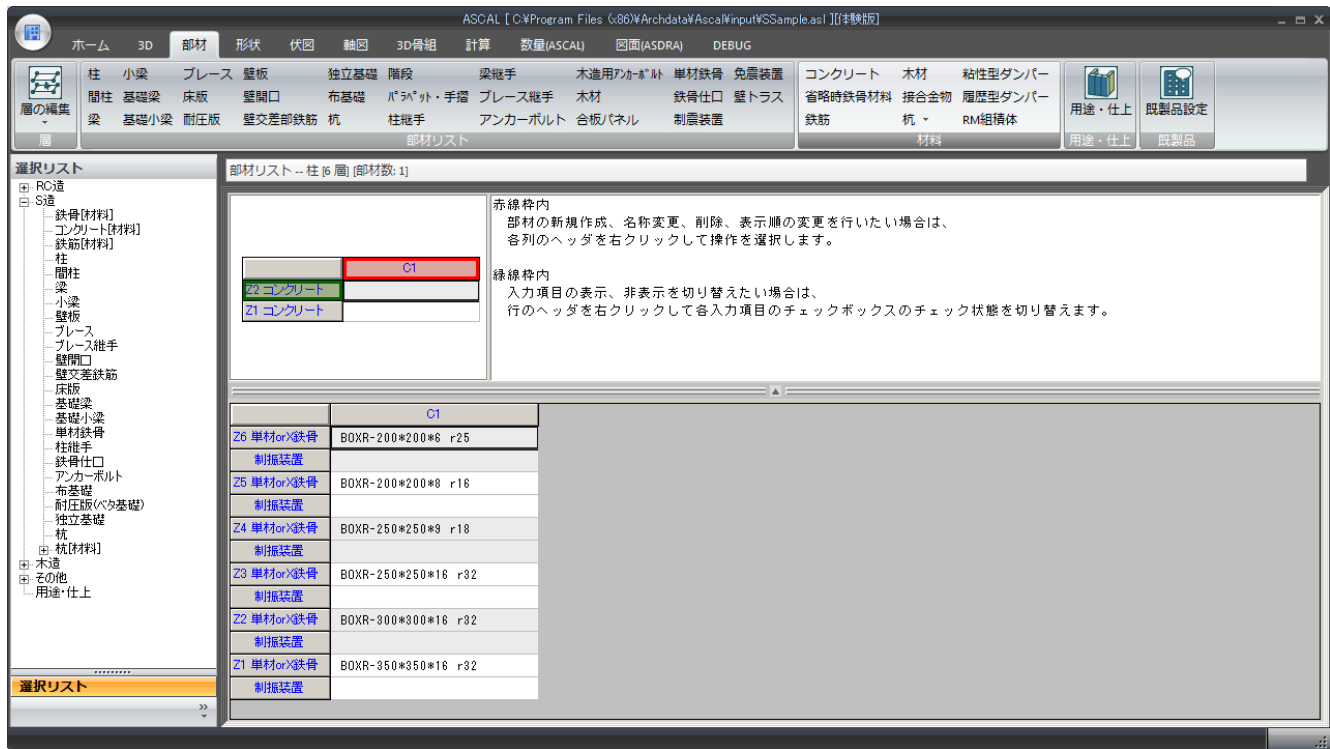 ASCAL [ C:¥Program Files (x86)¥Archdata¥Ascal¥input¥SSample.asl ][体験版]
ホーム 3D 部材 形状 伏図 軸図 3D骨組 計算 数量(ASCAL) 図面(ASDRA) DEBUG
層の編集
層
柱 小梁 ブレース 壁板 独立基礎 階段 梁継手 木造用アンカーボルト 単材鉄骨 免震装置
間柱 基礎梁 床版 壁開口 布基礎 パラペット・手摺 ブレース継手 木材 鉄骨仕口 壁トラス
梁 基礎小梁 耐圧版 壁交差部鉄筋 杭 柱継手 アンカーボルト 合板パネル 制震装置
部材リスト
コンクリート 木材 粘性型ダンパー
省略時鉄骨材料 接合金物 履歴型ダンパー
鉄筋 杭 RM組積体
材料
用途・仕上
用途・仕上
既製品設定
既製品
選択リスト
RC造
S造
鉄骨[材料]
コンクリート[材料]
鉄筋[材料]
柱
間柱
梁
小梁
壁板
ブレース
ブレース継手
壁開口
壁交差鉄筋
床版
基礎梁
基礎小梁
単材鉄骨
柱継手
鉄骨仕口
アンカーボルト
布基礎
耐圧版(ベタ基礎)
独立基礎
杭
杭[材料]
木造
その他
用途・仕上
選択リスト
部材リスト -- 柱 [6 層] [部材数: 1]
C1
Z2 コンクリート
Z1 コンクリート
赤線枠内
部材の新規作成、名称変更、削除、表示順の変更を行いたい場合は、
各列のヘッダを右クリックして操作を選択します。
緑線枠内
入力項目の表示、非表示を切り替えたい場合は、
行のヘッダを右クリックして各入力項目のチェックボックスのチェック状態を切り替えます。
C1
Z6 単材orX鉄骨 BOXR-200*200*6 r25
制振装置
Z5 単材orX鉄骨 BOXR-200*200*8 r16
制振装置
Z4 単材orX鉄骨 BOXR-250*250*9 r18
制振装置
Z3 単材orX鉄骨 BOXR-250*250*16 r32
制振装置
Z2 単材orX鉄骨 BOXR-300*300*16 r32
制振装置
Z1 単材orX鉄骨 BOXR-350*350*16 r32
制振装置